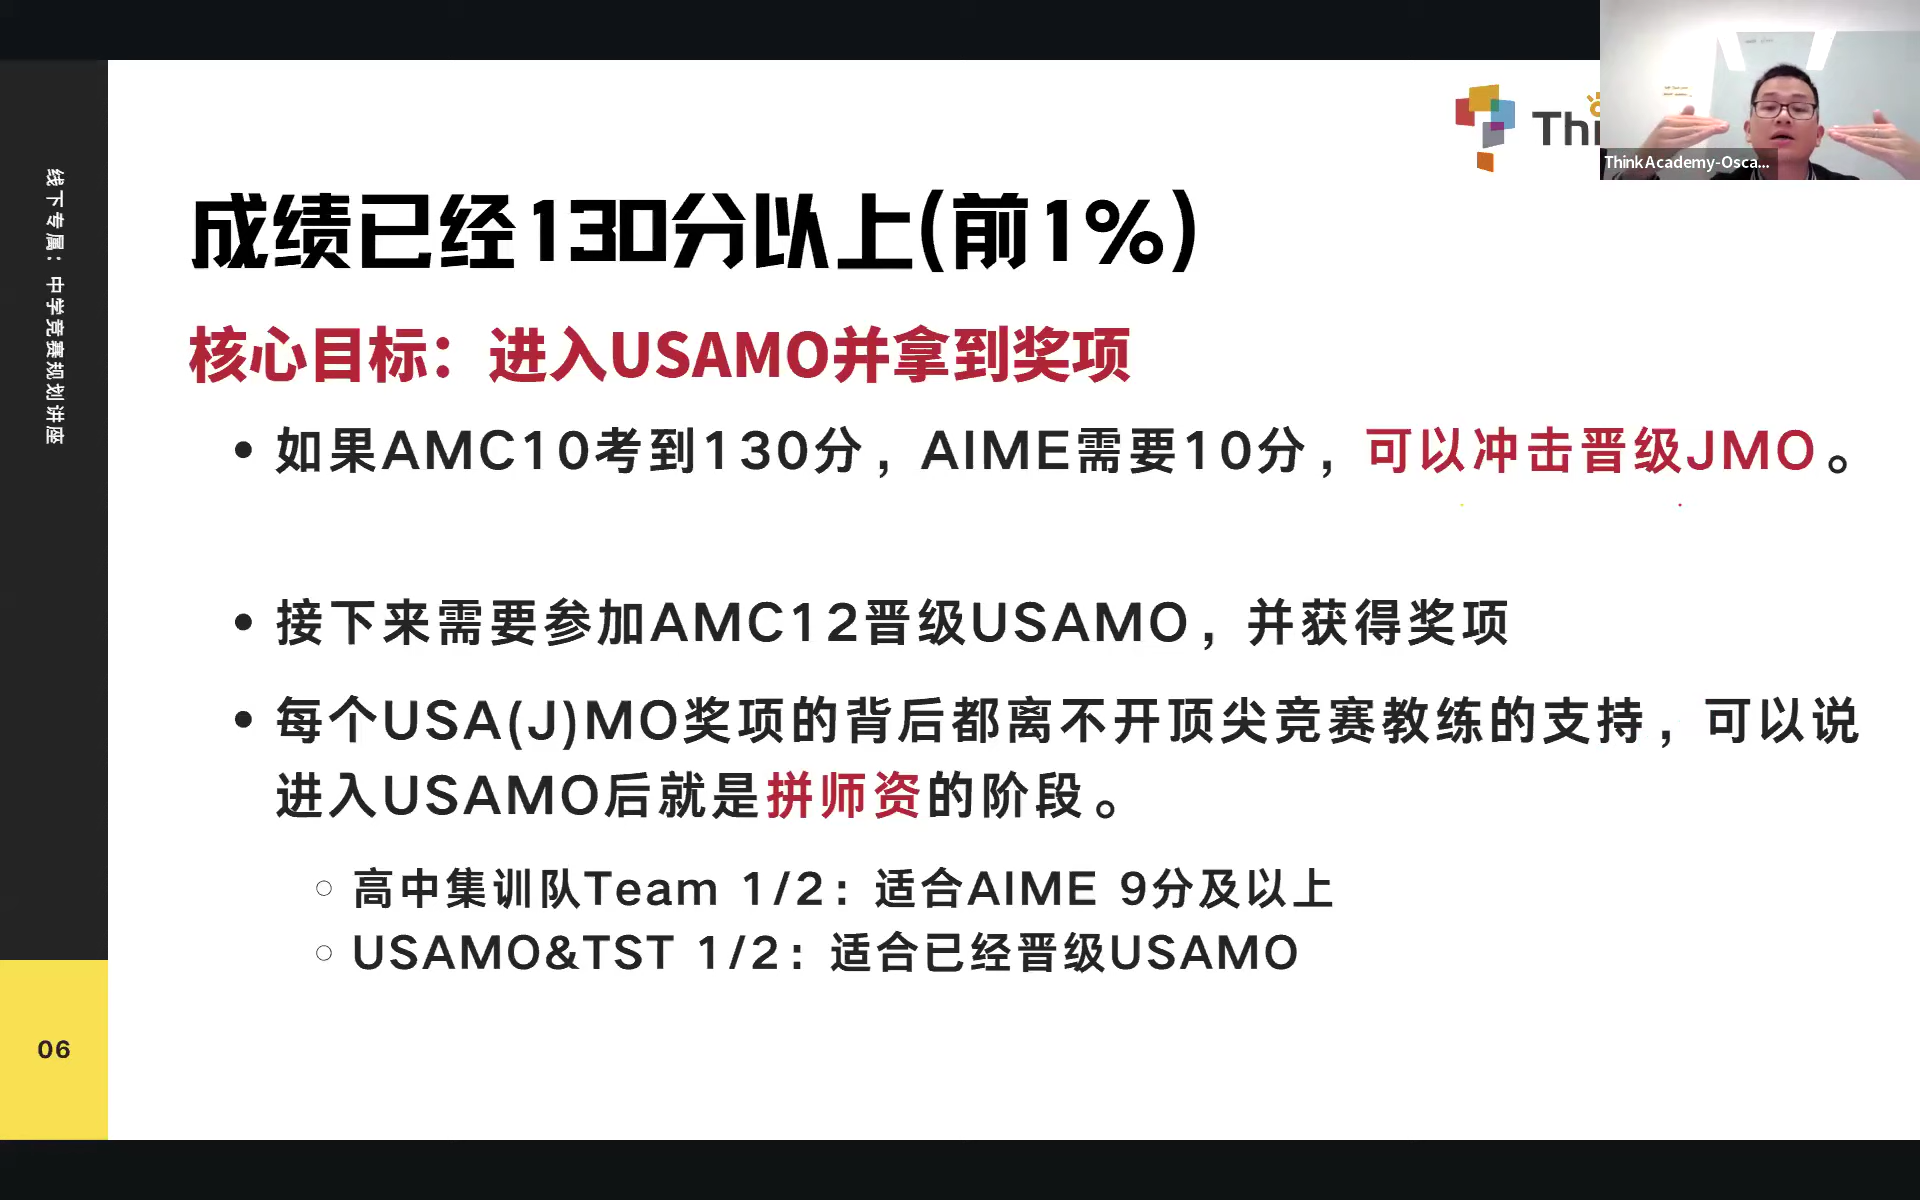 Thi
ThinkAcademy-Osca...
线下专属：中学竞赛规划讲座
成绩已经130分以上(前1%)
核心目标：进入USAMO并拿到奖项
• 如果AMC10考到130分，AIME需要10分，可以冲击晋级JMO。
• 接下来需要参加AMC12晋级USAMO，并获得奖项
• 每个USA(J)MO奖项的背后都离不开顶尖竞赛教练的支持，可以说
进入USAMO后就是拼师资的阶段。
○ 高中集训队Team 1/2：适合AIME 9分及以上
○ USAMO&TST 1/2：适合已经晋级USAMO
06